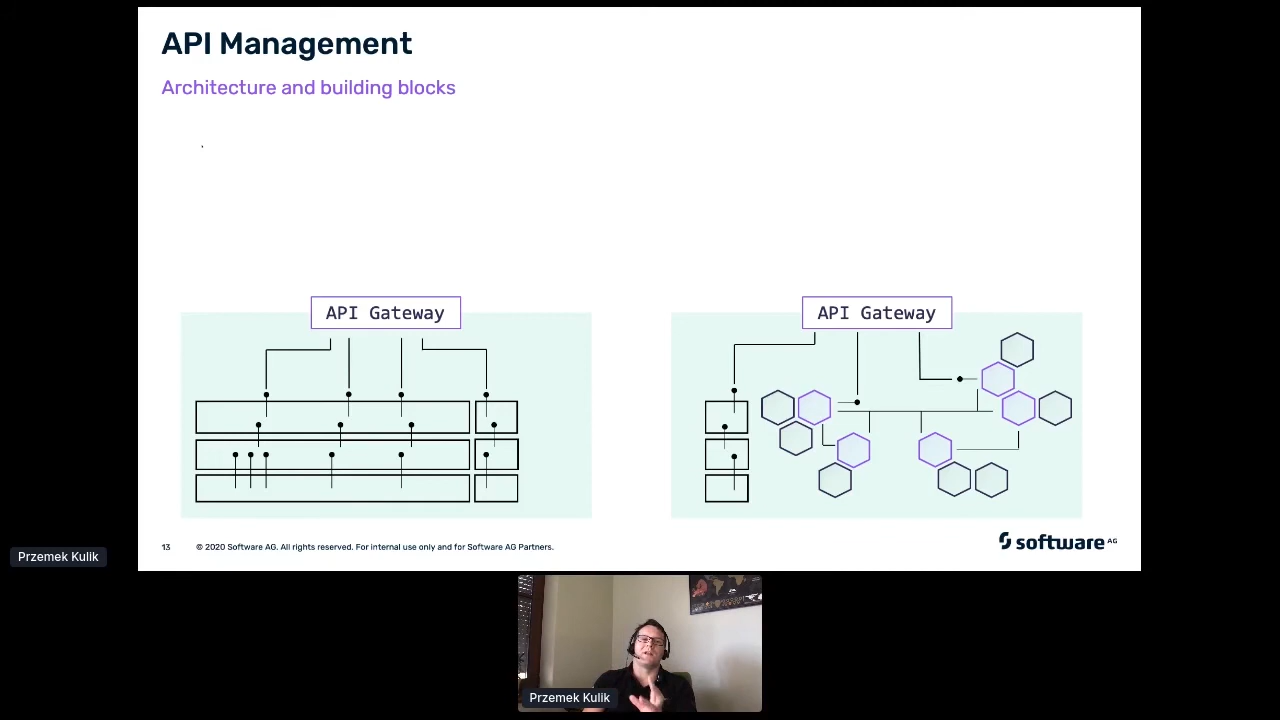 API Management
Architecture and building blocks
API Gateway
API Gateway
13
© 2020 Software AG. All rights reserved. For internal use only and for Software AG Partners.
software AG
Przemek Kulik
Przemek Kulik